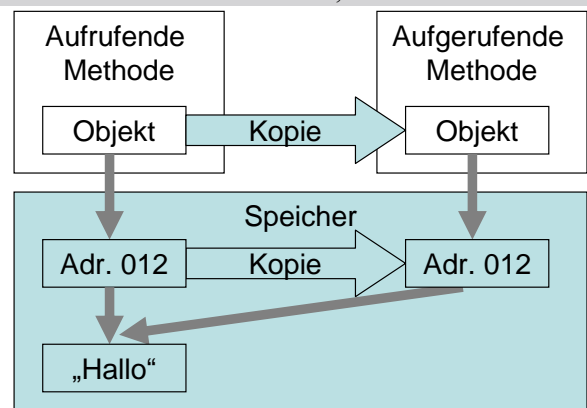 Aufrufende
Methode
Aufgerufende
Methode
Objekt
Kopie
Objekt
Speicher
Adr. 012
Kopie
Adr. 012
„Hallo“